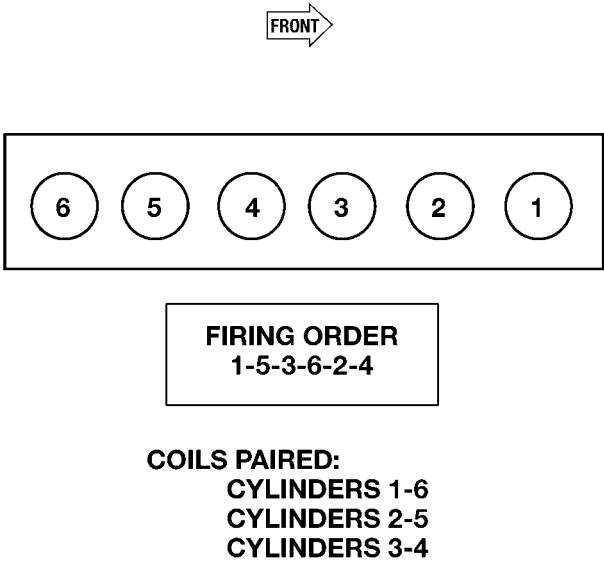 FRONT
6 5 4 3 2 1
FIRING ORDER
1-5-3-6-2-4
COILS PAIRED:
CYLINDERS 1-6
CYLINDERS 2-5
CYLINDERS 3-4